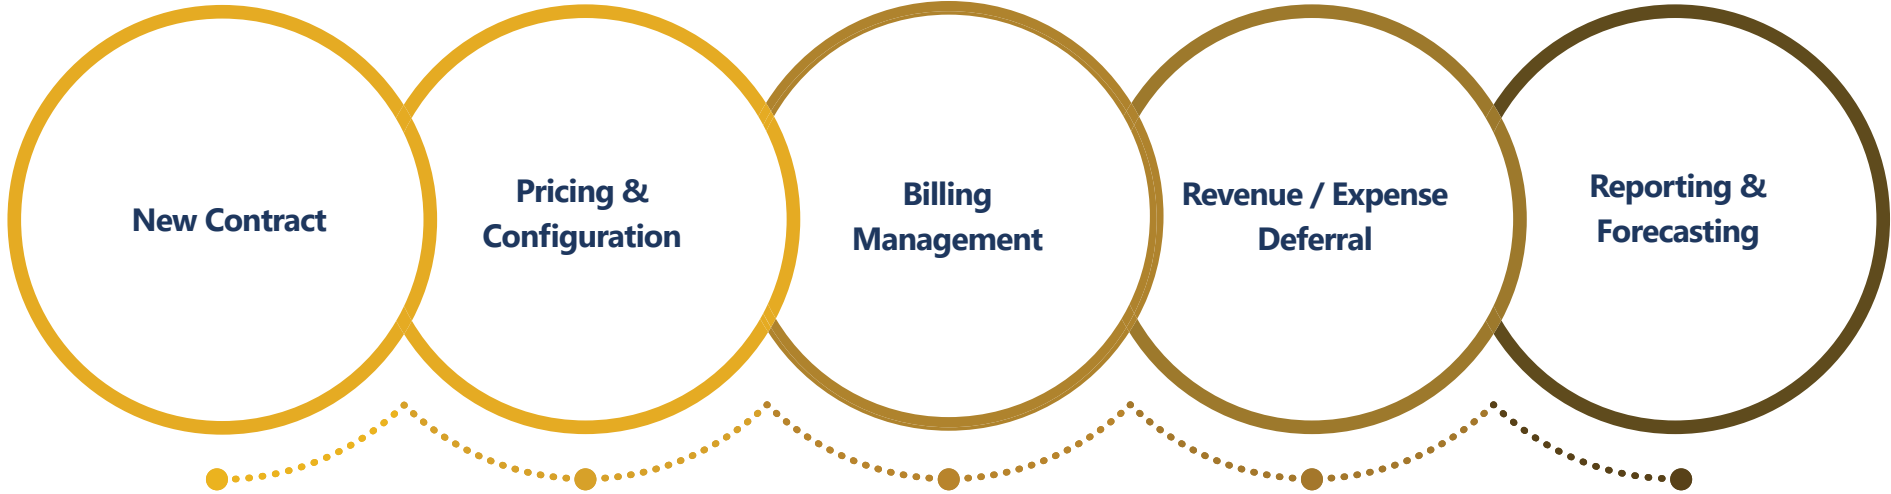 New Contract
Pricing &
Configuration
Billing
Management
Revenue / Expense
Deferral
Reporting &
Forecasting